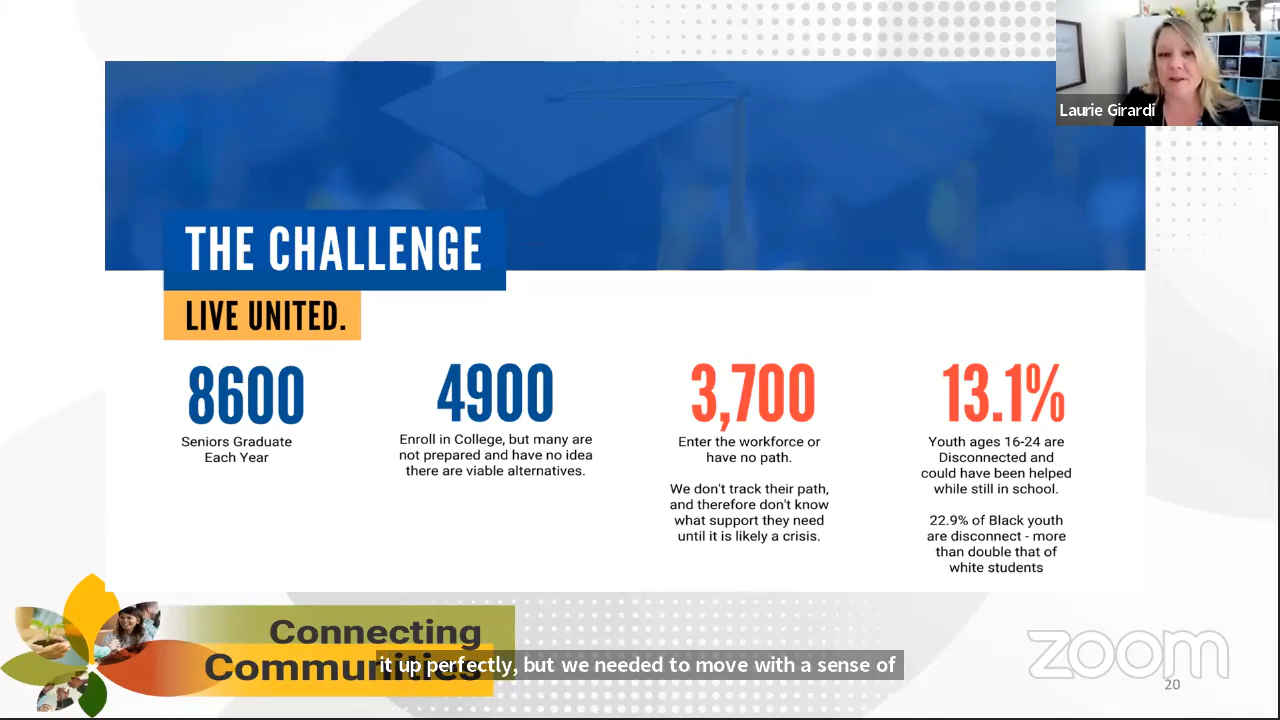 Laurie Girardi
THE CHALLENGE
LIVE UNITED.
8600
Seniors Graduate
Each Year
4900
Enroll in College, but many are
not prepared and have no idea
there are viable alternatives.
3,700
Enter the workforce or
have no path.
We don't track their path,
and therefore don't know
what support they need
until it is likely a crisis.
13.1%
Youth ages 16-24 are
Disconnected and
could have been helped
while still in school.
22.9% of Black youth
are disconnect - more
than double that of
white students
Connecting
Communities
it up perfectly, but we needed to move with a sense of
zoom
20